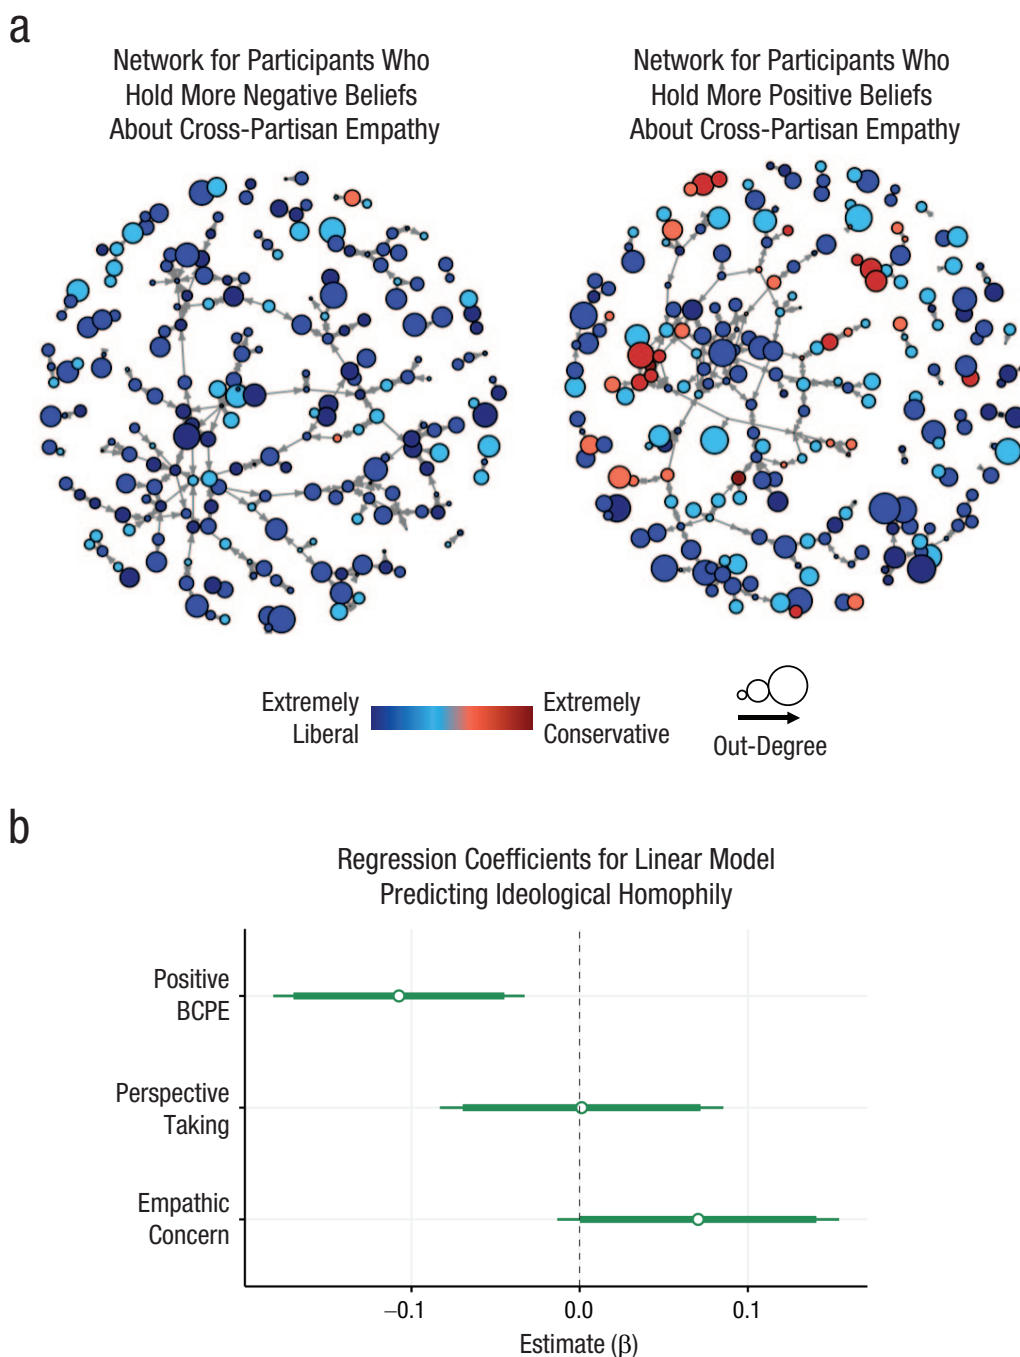 a
Network for Participants Who
Hold More Negative Beliefs
About Cross-Partisan Empathy
Network for Participants Who
Hold More Positive Beliefs
About Cross-Partisan Empathy
Extremely
Liberal
Extremely
Conservative
Out-Degree
b
Regression Coefficients for Linear Model
Predicting Ideological Homophily
Positive
BCPE
Perspective
Taking
Empathic
Concern
−0.1
0.0
0.1
Estimate (β)